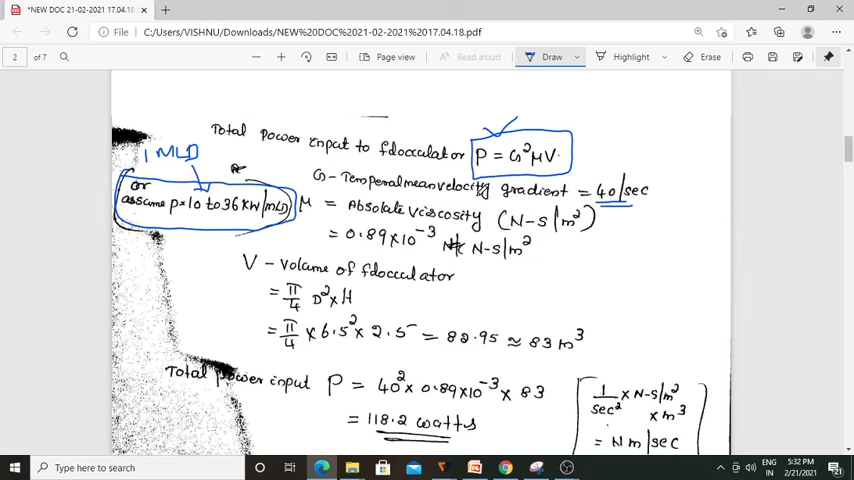 *NEW DOC 21-02-2021 17.04.18.p
File
C:/Users/VISHNU/Downloads/NEW%20DOC%2021-02-2021%2017.04.18.pdf
2 of 7
Page view
Read aloud
Draw
Highlight
Erase
Total power input to flocculator P = G²μV.
1 MLD
G - Temporal mean velocity gradient = 40/sec
or
assume P=10 to 36 KW/MLD
μ = Absolute viscosity (N-S/m²)
= 0.89×10⁻³ N-S/m²
V - Volume of flocculator
= π/4 D²×H
= π/4 × 6.5² × 2.5 = 82.95 ≈ 83 m³
Total power input P = 40² × 0.89×10⁻³ × 83
= 118.2 watts
1/sec² × N-S/m² × m³
= Nm/sec
Type here to search
ENG
IN
5:32 PM
2/21/2021
21